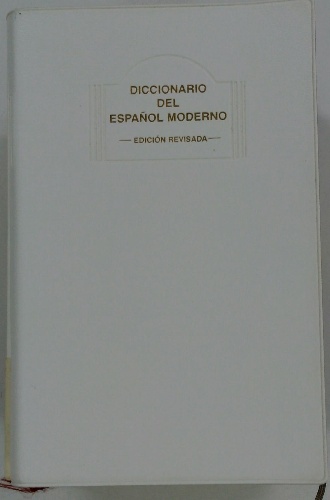 DICCIONARIO
DEL
ESPAÑOL MODERNO
— EDICIÓN REVISADA —